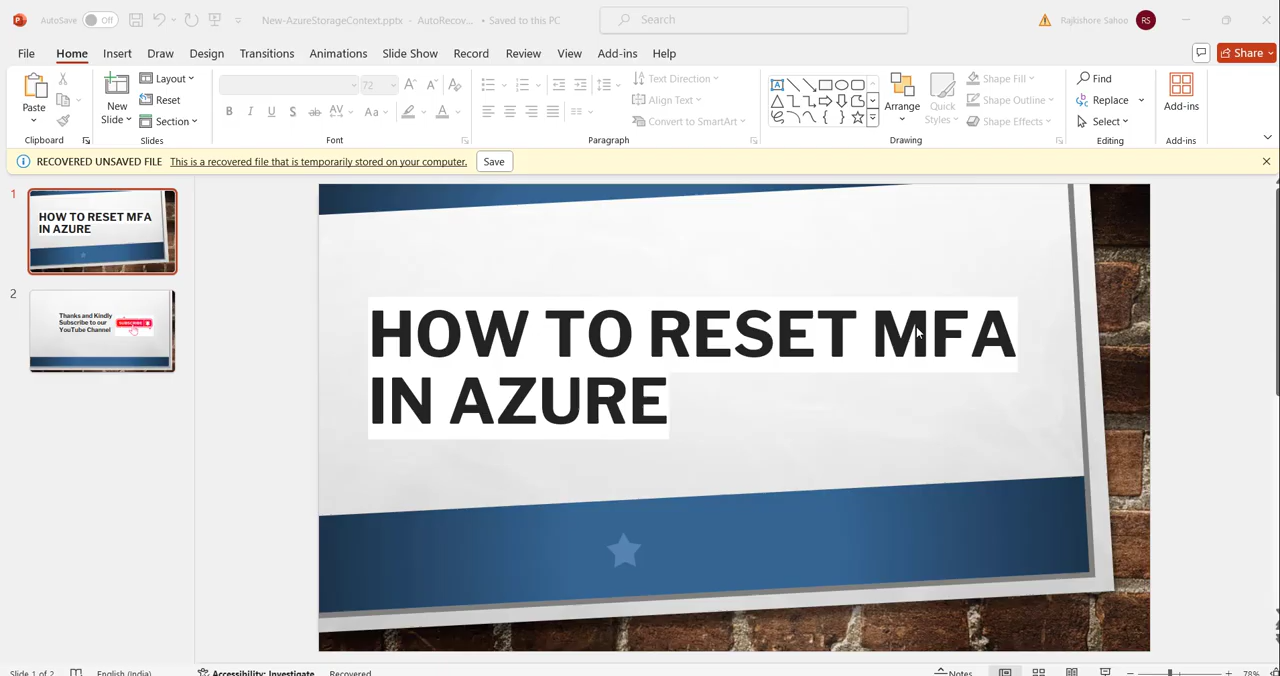 AutoSave Off New-AzureStorageContext.pptx - AutoRecov... • Saved to this PC Search Rajkishore Sahoo RS
File Home Insert Draw Design Transitions Animations Slide Show Record Review View Add-ins Help Share
Paste New Slide Layout Reset Section 72 Text Direction Align Text Convert to SmartArt Arrange Quick Styles Shape Fill Shape Outline Shape Effects Find Replace Select Add-ins
Clipboard Slides Font Paragraph Drawing Editing Add-ins
RECOVERED UNSAVED FILE This is a recovered file that is temporarily stored on your computer. Save
1
HOW TO RESET MFA
IN AZURE
2
Thanks and Kindly
Subscribe to our
YouTube Channel
SUBSCRIBE
HOW TO RESET MFA
IN AZURE
Slide 1 of 2 English (India) Accessibility: Investigate Recovered Notes 78%